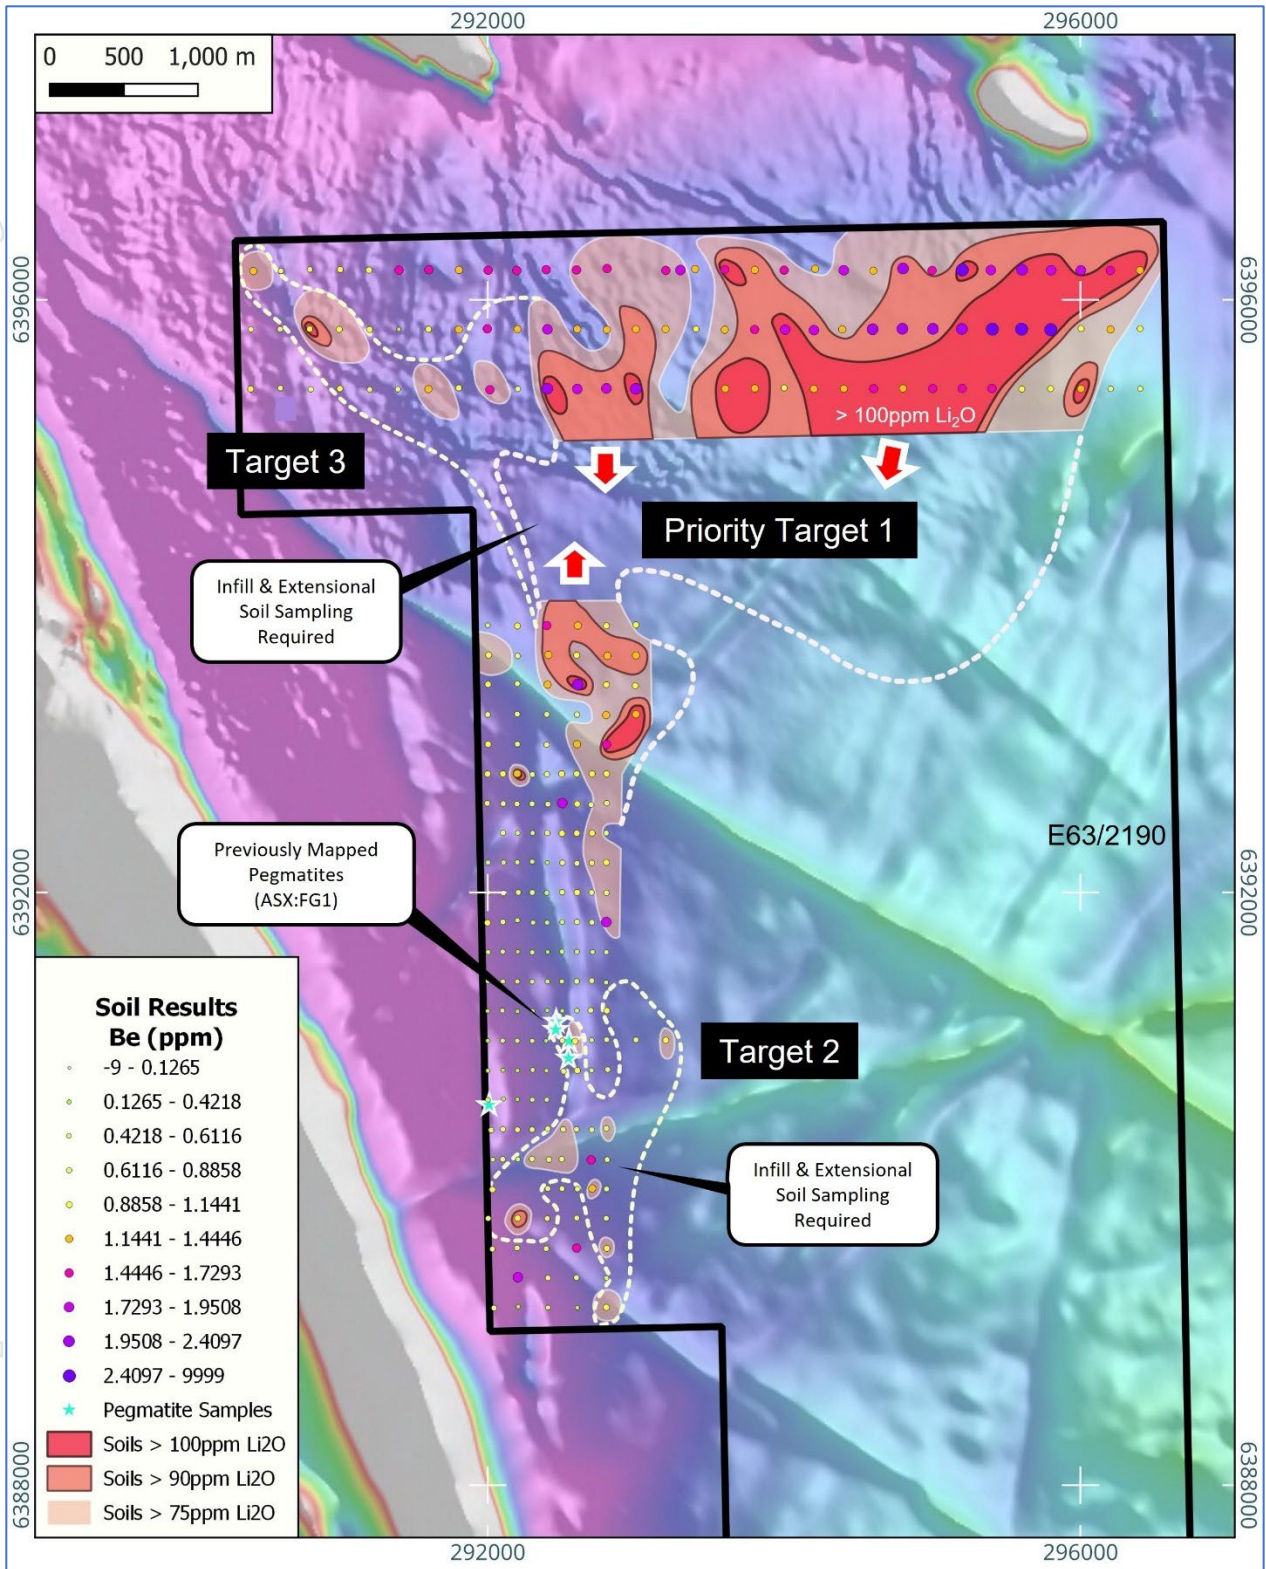 292000
296000
0 500 1,000 m
6396000
6396000
> 100ppm Li₂O
Target 3
Priority Target 1
Infill & Extensional
Soil Sampling
Required
E63/2190
Previously Mapped
Pegmatites
(ASX:FG1)
6392000
6392000
Target 2
Infill & Extensional
Soil Sampling
Required
Soil Results
Be (ppm)
-9 - 0.1265
0.1265 - 0.4218
0.4218 - 0.6116
0.6116 - 0.8858
0.8858 - 1.1441
1.1441 - 1.4446
1.4446 - 1.7293
1.7293 - 1.9508
1.9508 - 2.4097
2.4097 - 9999
Pegmatite Samples
Soils > 100ppm Li2O
Soils > 90ppm Li2O
Soils > 75ppm Li2O
6388000
6388000
292000
296000